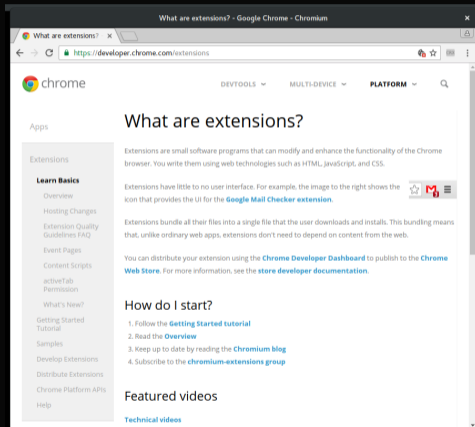 What are extensions? - Google Chrome - Chromium
What are extensions?
https://developer.chrome.com/extensions
chrome
DEVTOOLS
MULTI-DEVICE
PLATFORM
Apps
Extensions
Learn Basics
Overview
Hosting Changes
Extension Quality
Guidelines FAQ
Event Pages
Content Scripts
activeTab
Permission
What's New?
Getting Started
Tutorial
Samples
Develop Extensions
Distribute Extensions
Chrome Platform APIs
Help
What are extensions?
Extensions are small software programs that can modify and enhance the functionality of the Chrome
browser. You write them using web technologies such as HTML, JavaScript, and CSS.
Extensions have little to no user interface. For example, the image to the right shows the
icon that provides the UI for the Google Mail Checker extension.
Extensions bundle all their files into a single file that the user downloads and installs. This bundling means
that, unlike ordinary web apps, extensions don't need to depend on content from the web.
You can distribute your extension using the Chrome Developer Dashboard to publish to the Chrome
Web Store. For more information, see the store developer documentation.
How do I start?
1. Follow the Getting Started tutorial
2. Read the Overview
3. Keep up to date by reading the Chromium blog
4. Subscribe to the chromium-extensions group
Featured videos
Technical videos